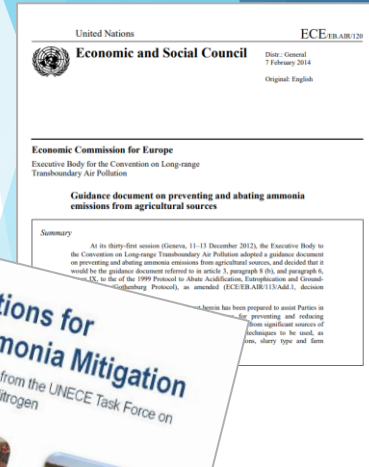 United Nations
ECE/EB.AIR/120
Economic and Social Council
Distr.: General
7 February 2014
Original: English
Economic Commission for Europe
Executive Body for the Convention on Long-range
Transboundary Air Pollution
Guidance document on preventing and abating ammonia
emissions from agricultural sources
Summary
At its thirty-first session (Geneva, 11–13 December 2012), the Executive Body to
the Convention on Long-range Transboundary Air Pollution adopted a guidance document
on preventing and abating ammonia emissions from agricultural sources, and decided that it
would be the guidance document referred to in article 3, paragraph 8 (b), and paragraph 6,
IX, to the of the 1999 Protocol to Abate Acidification, Eutrophication and Ground-
(Gothenburg Protocol), as amended (ECE/EB.AIR/113/Add.1, decision
herein has been prepared to assist Parties in
for preventing and reducing
from significant sources of
techniques to be used, as
slurry type and farm
tions for
monia Mitigation
from the UNECE Task Force on
itrogen